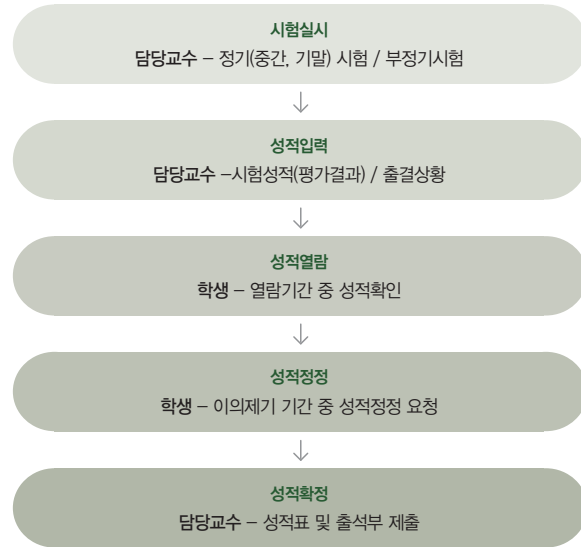 시험실시
담당교수 – 정기(중간, 기말) 시험 / 부정기시험
성적입력
담당교수 –시험성적(평가결과) / 출결상황
성적열람
학생 – 열람기간 중 성적확인
성적정정
학생 – 이의제기 기간 중 성적정정 요청
성적확정
담당교수 – 성적표 및 출석부 제출